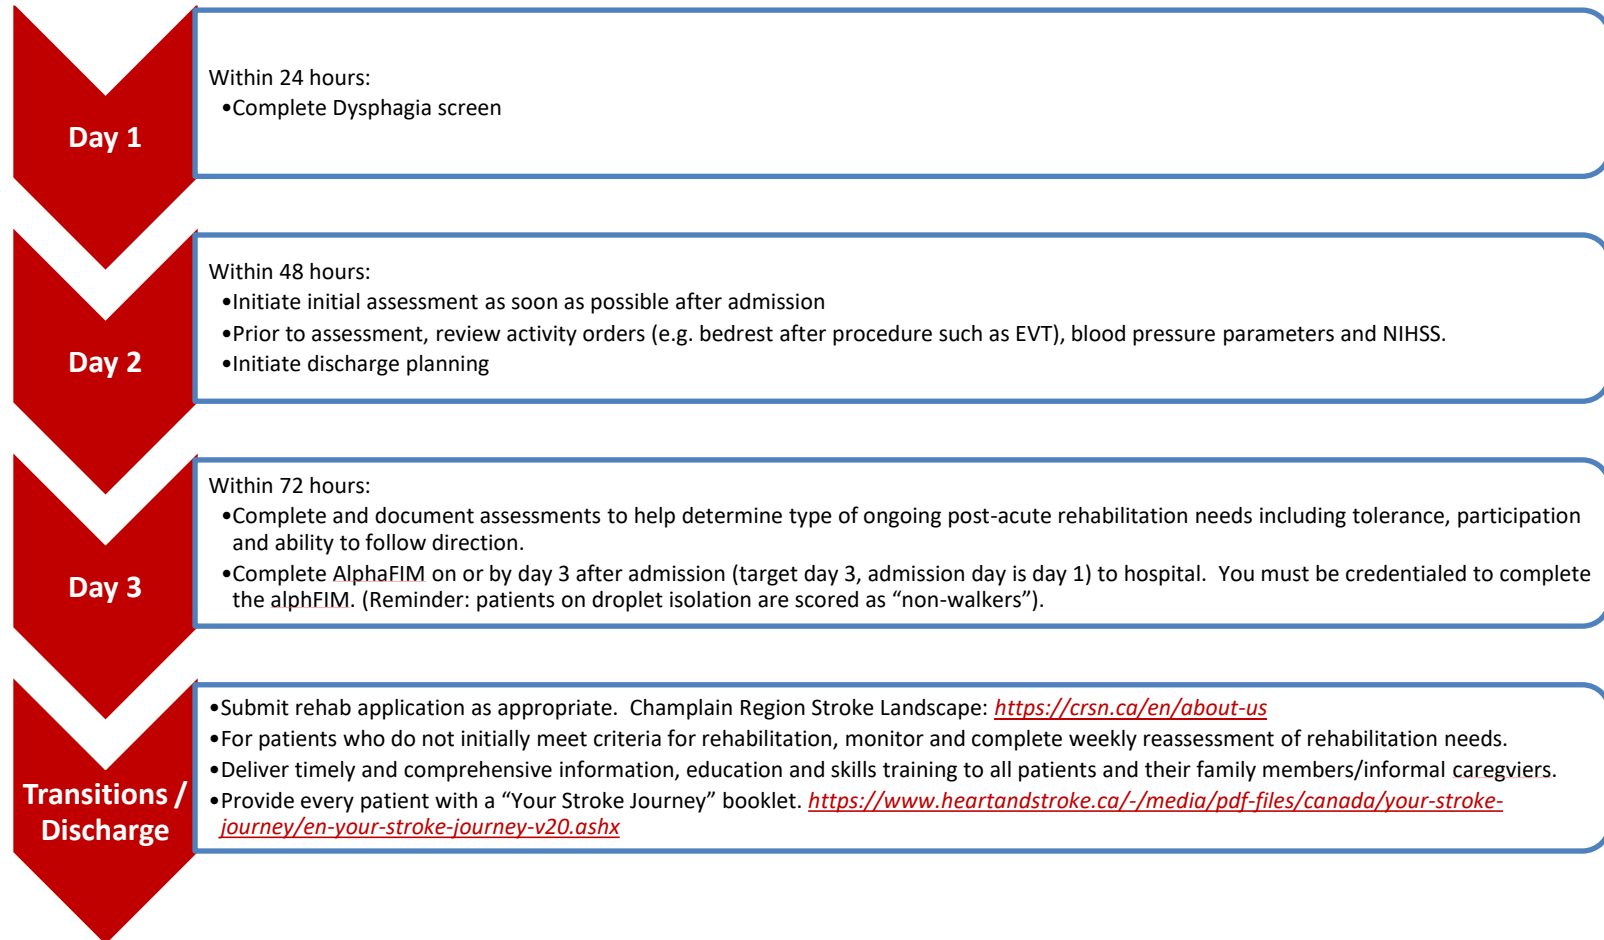 Day 1
Within 24 hours:
•Complete Dysphagia screen
Day 2
Within 48 hours:
•Initiate initial assessment as soon as possible after admission
•Prior to assessment, review activity orders (e.g. bedrest after procedure such as EVT), blood pressure parameters and NIHSS.
•Initiate discharge planning
Day 3
Within 72 hours:
•Complete and document assessments to help determine type of ongoing post-acute rehabilitation needs including tolerance, participation
and ability to follow direction.
•Complete AlphaFIM on or by day 3 after admission (target day 3, admission day is day 1) to hospital.  You must be credentialed to complete
the alphFIM. (Reminder: patients on droplet isolation are scored as “non-walkers”).
Transitions /
Discharge
•Submit rehab application as appropriate.  Champlain Region Stroke Landscape: https://crsn.ca/en/about-us
•For patients who do not initially meet criteria for rehabilitation, monitor and complete weekly reassessment of rehabilitation needs.
•Deliver timely and comprehensive information, education and skills training to all patients and their family members/informal caregviers.
•Provide every patient with a “Your Stroke Journey” booklet. https://www.heartandstroke.ca/-/media/pdf-files/canada/your-stroke-
journey/en-your-stroke-journey-v20.ashx